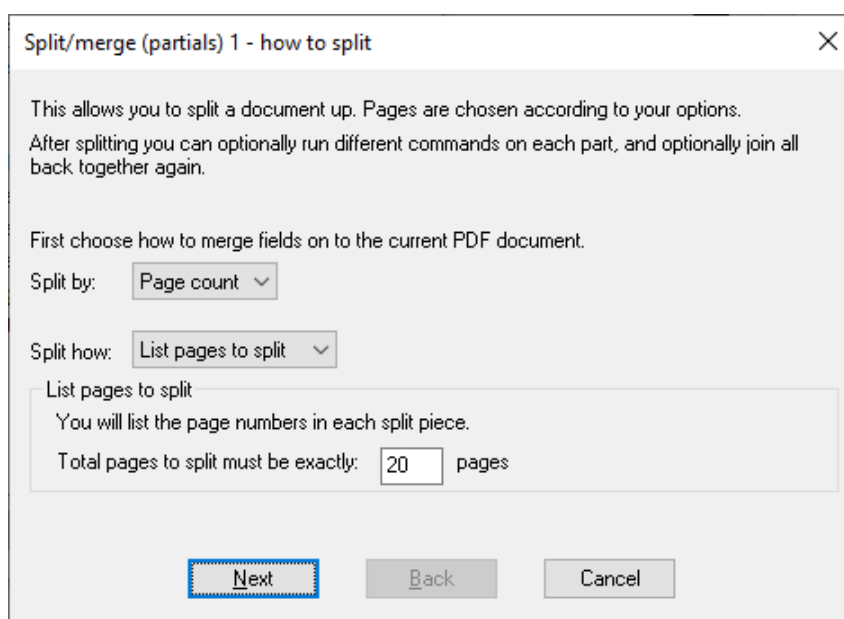 Split/merge (partials) 1 - how to split
This allows you to split a document up. Pages are chosen according to your options.
After splitting you can optionally run different commands on each part, and optionally join all
back together again.
First choose how to merge fields on to the current PDF document.
Split by: Page count
Split how: List pages to split
List pages to split
You will list the page numbers in each split piece.
Total pages to split must be exactly: 20 pages
Next Back Cancel